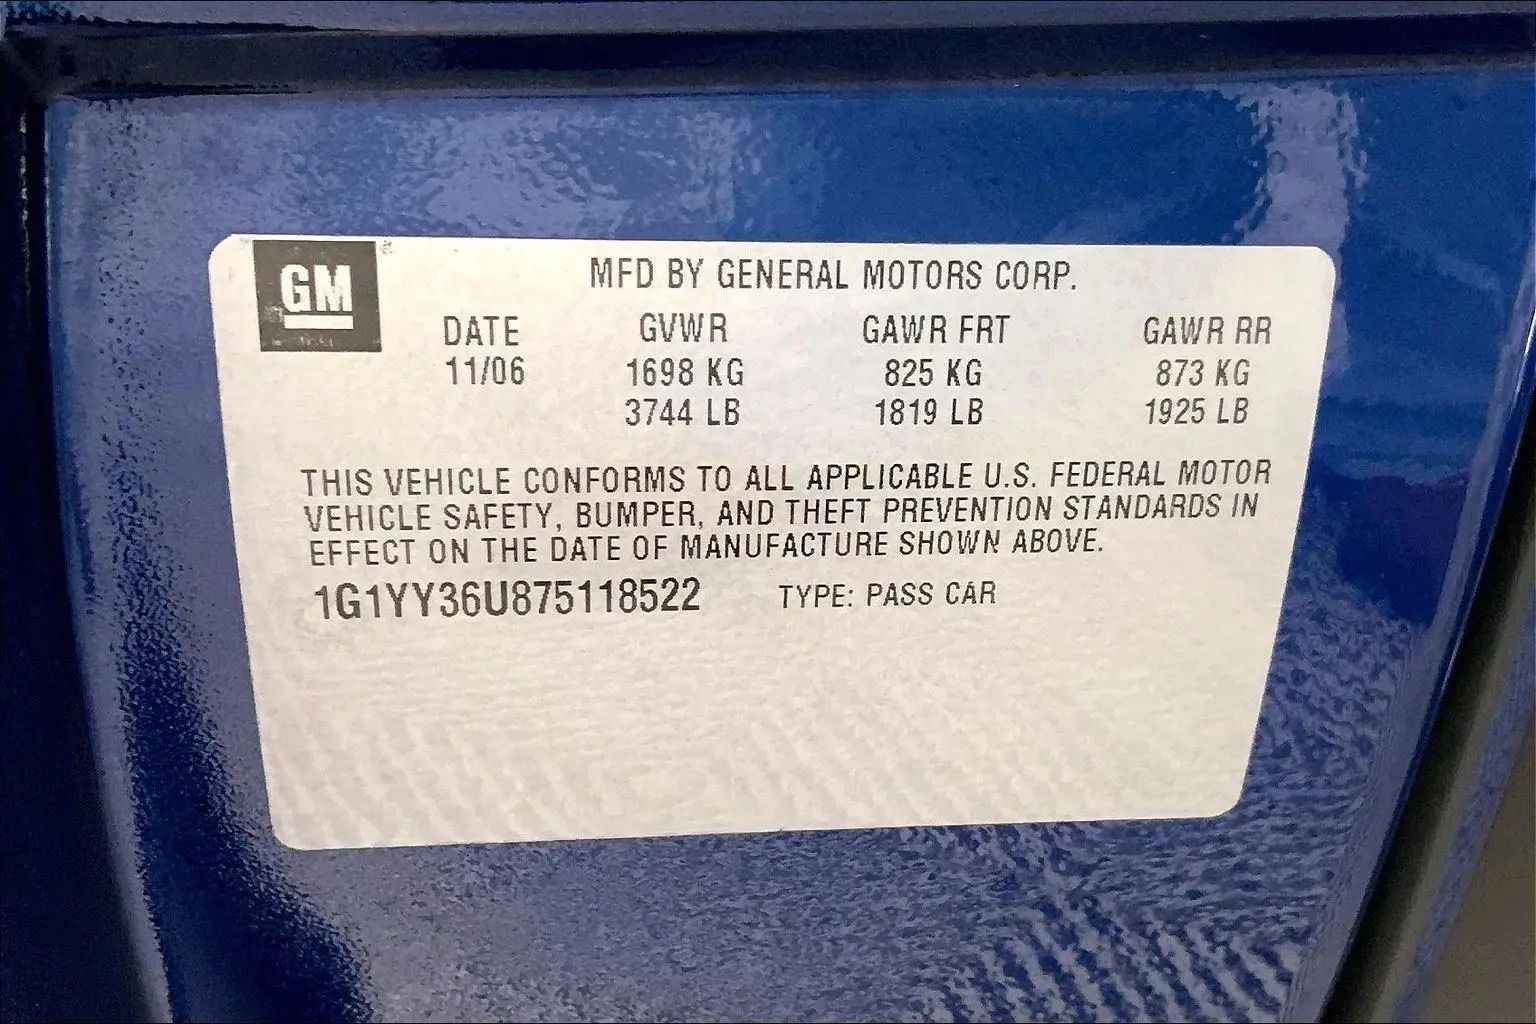 GM
MFD BY GENERAL MOTORS CORP.
DATE GVWR GAWR FRT GAWR RR
11/06 1698 KG 825 KG 873 KG
3744 LB 1819 LB 1925 LB
THIS VEHICLE CONFORMS TO ALL APPLICABLE U.S. FEDERAL MOTOR
VEHICLE SAFETY, BUMPER, AND THEFT PREVENTION STANDARDS IN
EFFECT ON THE DATE OF MANUFACTURE SHOWN ABOVE.
1G1YY36U875118522 TYPE: PASS CAR